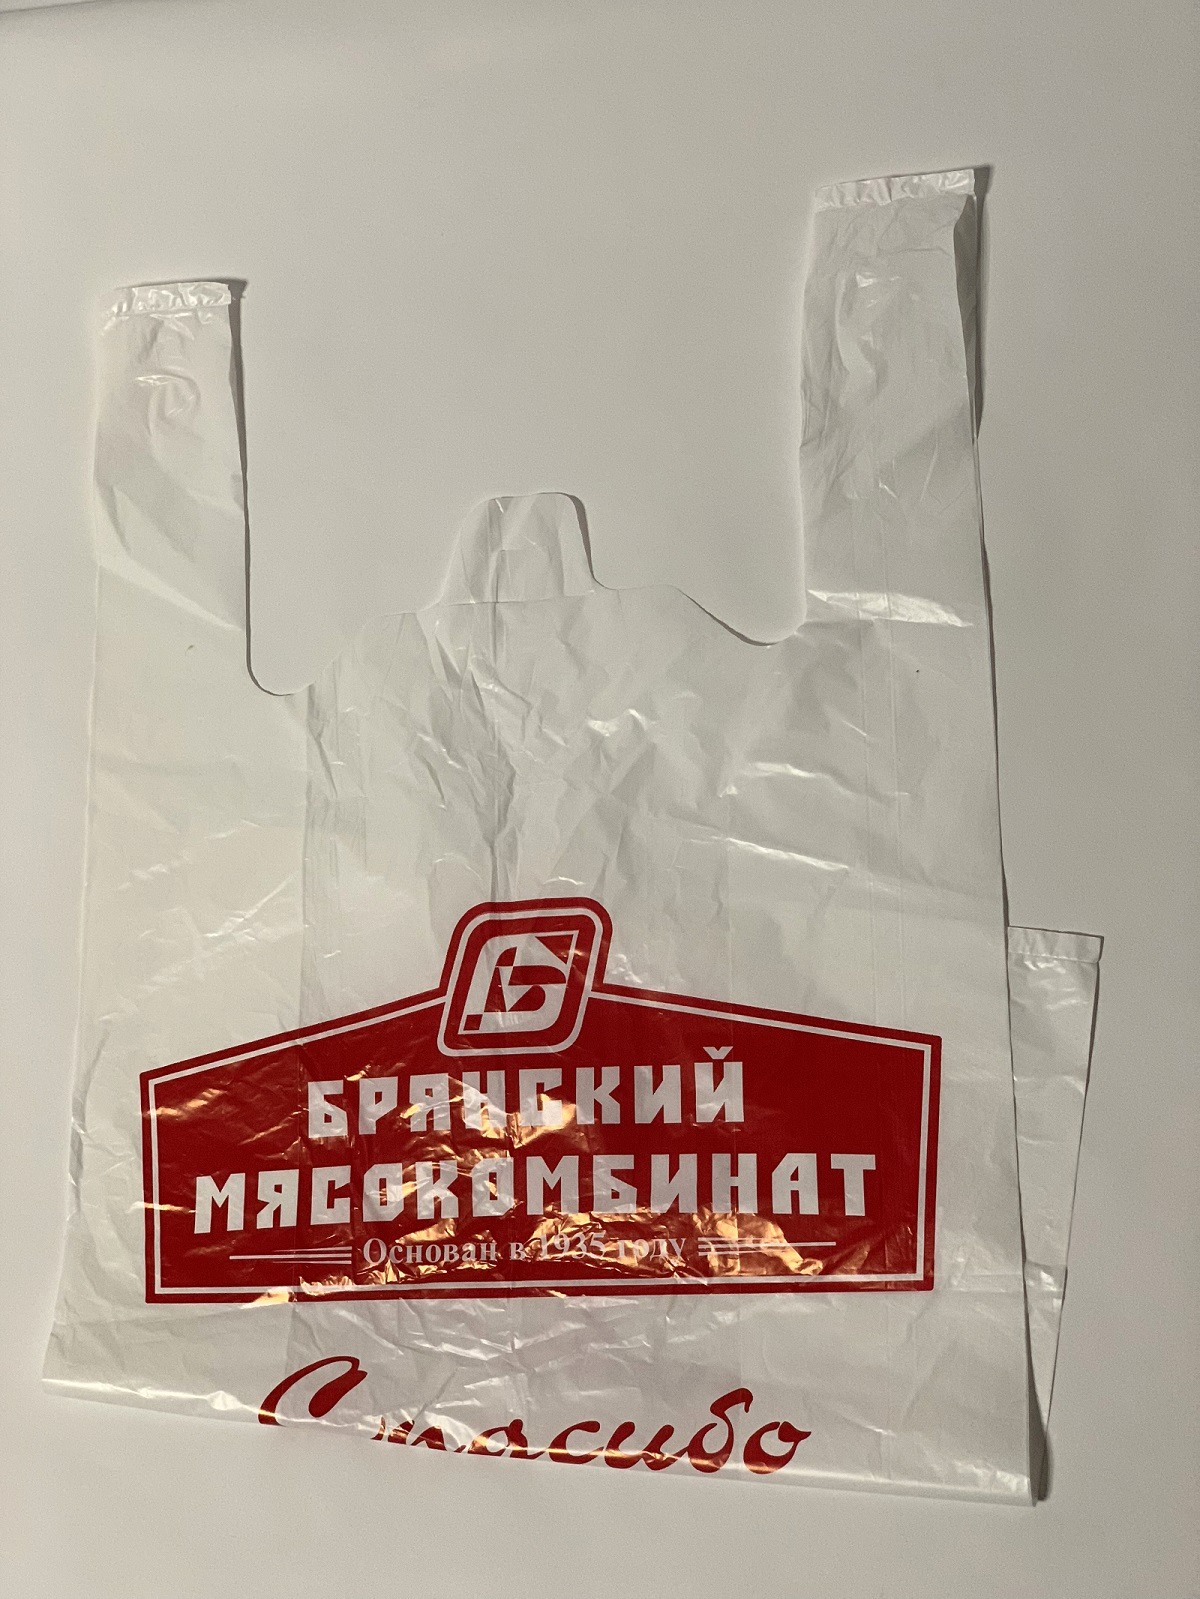 Б
БРЯНСКИЙ
МЯСОКОМБИНАТ
Основан в 1935 году
Спасибо